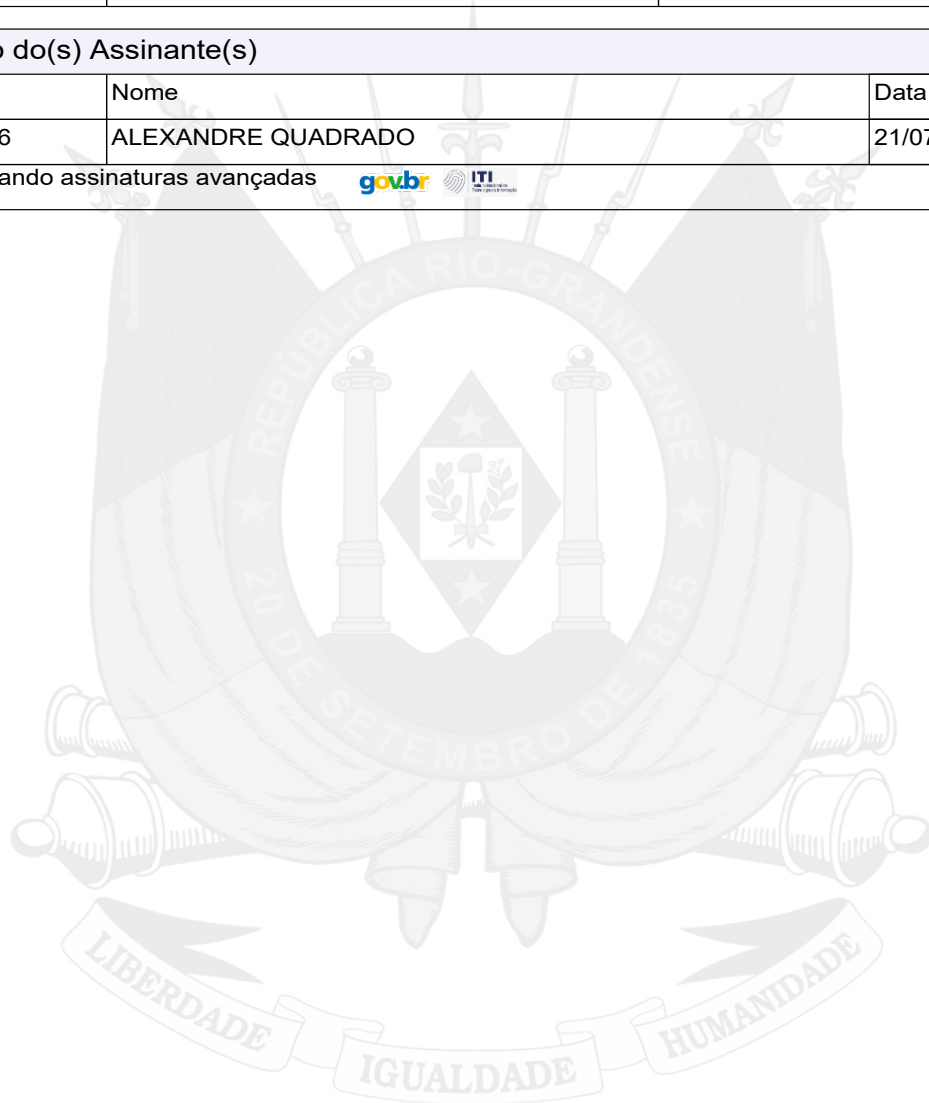 o do(s) Assinante(s)
Nome Data
6 ALEXANDRE QUADRADO 21/07
ando assinaturas avançadas gov.br ITI
REPÚBLICA RIO-GRANDENSE
20 DE SETEMBRO DE 1835
LIBERDADE IGUALDADE HUMANIDADE